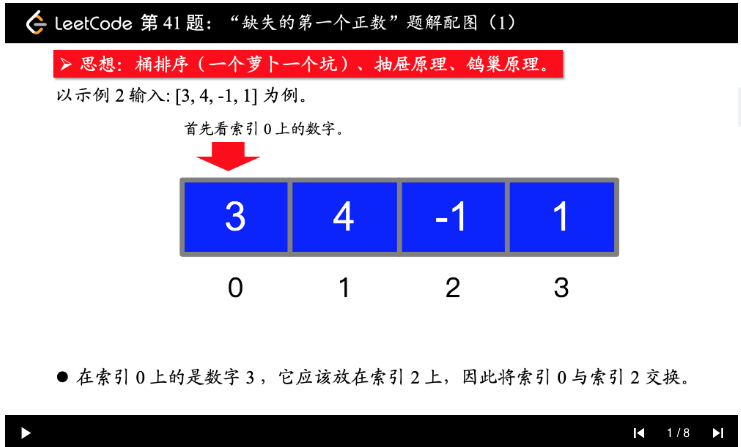 LeetCode 第 41 题：“缺失的第一个正数”题解配图（1）
➢ 思想：桶排序（一个萝卜一个坑）、抽屉原理、鸽巢原理。
以示例 2 输入: [3, 4, -1, 1] 为例。
首先看索引 0 上的数字。
3 4 -1 1
0 1 2 3
● 在索引 0 上的是数字 3 ，它应该放在索引 2 上，因此将索引 0 与索引 2 交换。
1 / 8